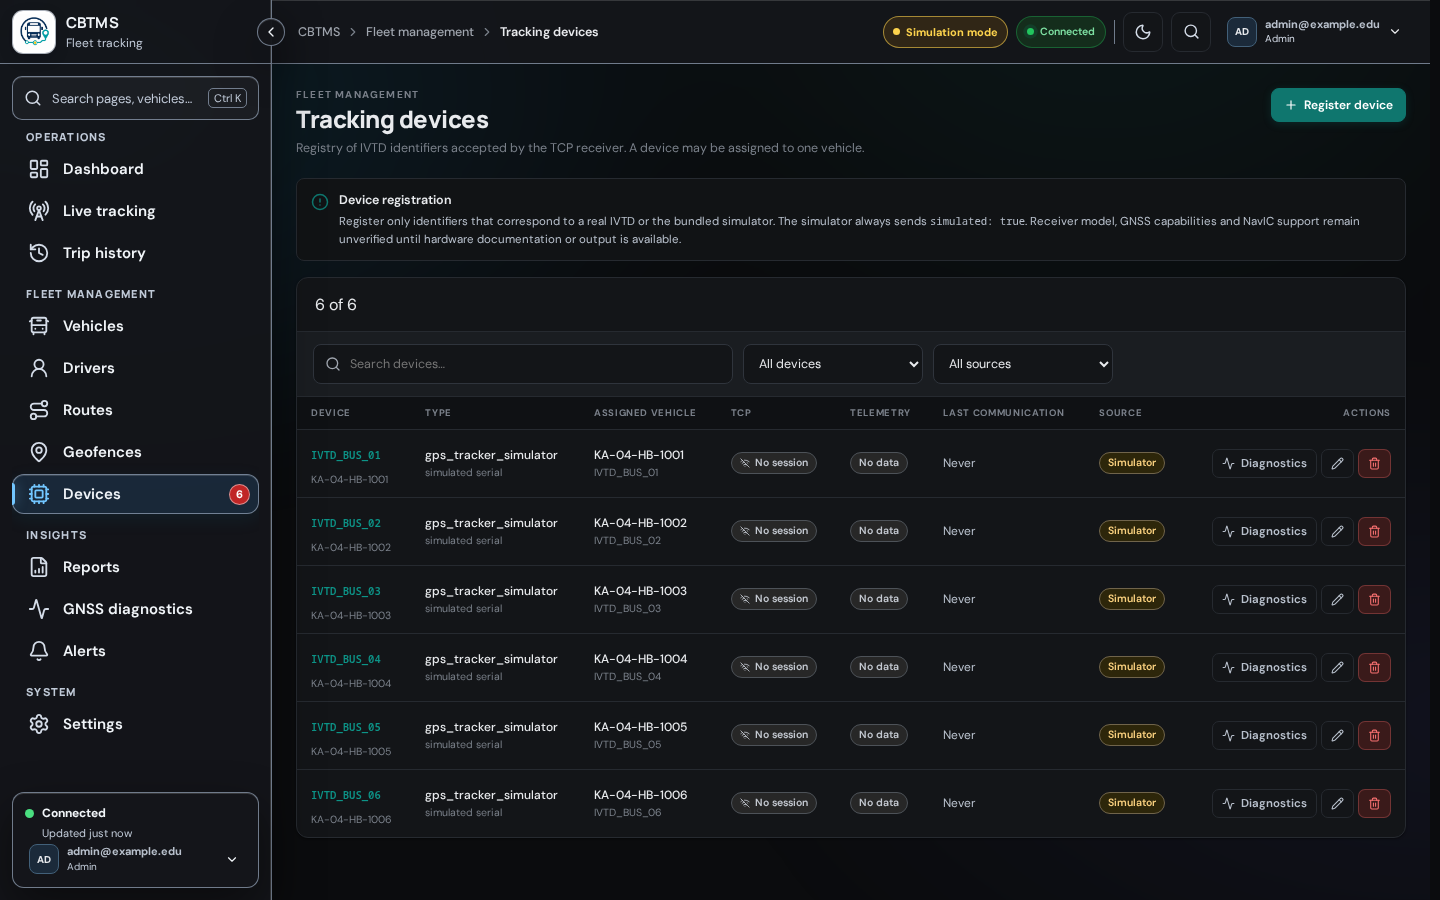 CBTMS
Fleet tracking
Search pages, vehicles... Ctrl K
OPERATIONS
Dashboard
Live tracking
Trip history
FLEET MANAGEMENT
Vehicles
Drivers
Routes
Geofences
Devices 6
INSIGHTS
Reports
GNSS diagnostics
Alerts
SYSTEM
Settings
Connected
Updated just now
AD admin@example.edu
Admin
CBTMS > Fleet management > Tracking devices
Simulation mode
Connected
AD admin@example.edu
Admin
FLEET MANAGEMENT
Tracking devices
Registry of IVTD identifiers accepted by the TCP receiver. A device may be assigned to one vehicle.
+ Register device
Device registration
Register only identifiers that correspond to a real IVTD or the bundled simulator. The simulator always sends simulated: true. Receiver model, GNSS capabilities and NavIC support remain
unverified until hardware documentation or output is available.
6 of 6
Search devices... All devices All sources
DEVICE TYPE ASSIGNED VEHICLE TCP TELEMETRY LAST COMMUNICATION SOURCE ACTIONS
IVTD_BUS_01 gps_tracker_simulator KA-04-HB-1001 No session No data Never Simulator Diagnostics
KA-04-HB-1001 simulated serial IVTD_BUS_01
IVTD_BUS_02 gps_tracker_simulator KA-04-HB-1002 No session No data Never Simulator Diagnostics
KA-04-HB-1002 simulated serial IVTD_BUS_02
IVTD_BUS_03 gps_tracker_simulator KA-04-HB-1003 No session No data Never Simulator Diagnostics
KA-04-HB-1003 simulated serial IVTD_BUS_03
IVTD_BUS_04 gps_tracker_simulator KA-04-HB-1004 No session No data Never Simulator Diagnostics
KA-04-HB-1004 simulated serial IVTD_BUS_04
IVTD_BUS_05 gps_tracker_simulator KA-04-HB-1005 No session No data Never Simulator Diagnostics
KA-04-HB-1005 simulated serial IVTD_BUS_05
IVTD_BUS_06 gps_tracker_simulator KA-04-HB-1006 No session No data Never Simulator Diagnostics
KA-04-HB-1006 simulated serial IVTD_BUS_06